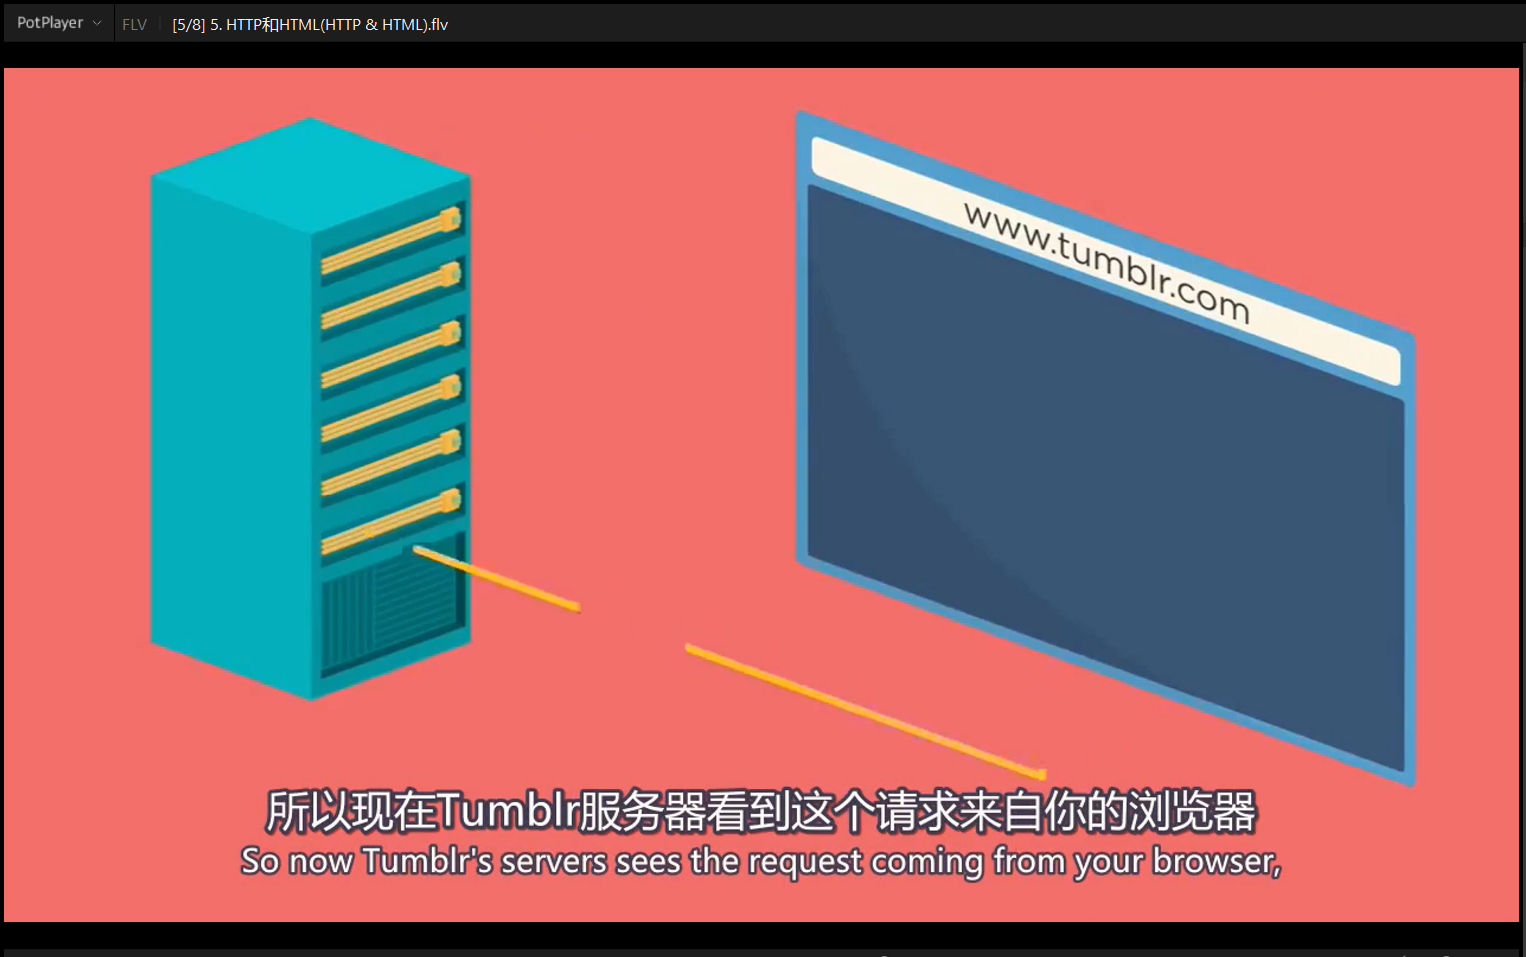 PotPlayer
FLV
[5/8] 5. HTTP和HTML(HTTP & HTML).flv
www.tumblr.com
所以现在Tumblr服务器看到这个请求来自你的浏览器
So now Tumblr's servers sees the request coming from your browser,